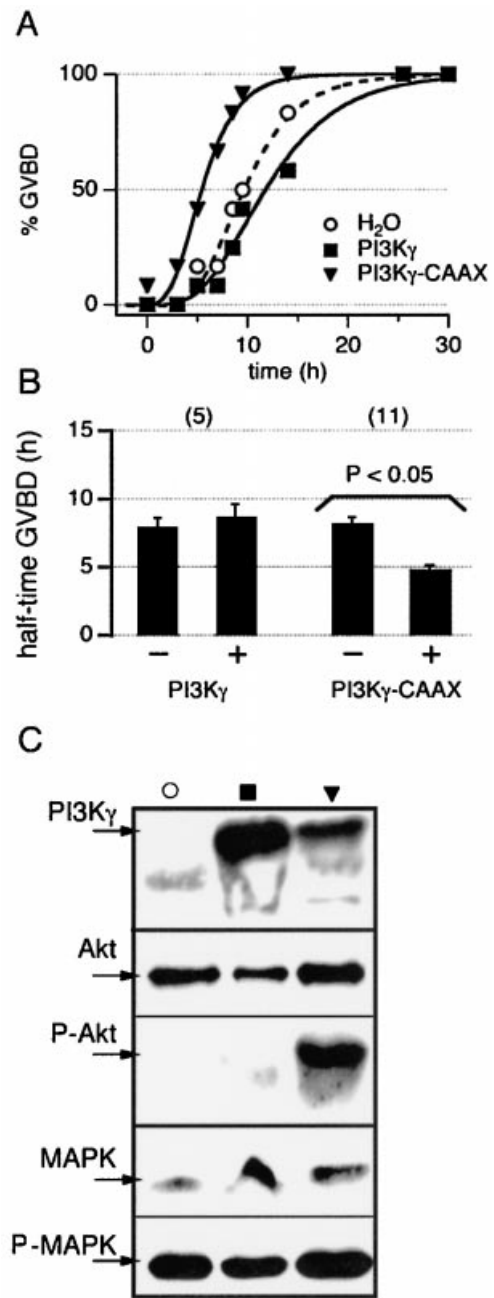 A
% GVBD
100
50
0
H₂O
PI3Kγ
PI3Kγ-CAAX
0 10 20 30
time (h)
B
(5) (11)
P < 0.05
half-time GVBD (h)
15
10
5
0
– + – +
PI3Kγ PI3Kγ-CAAX
C
PI3Kγ
Akt
P-Akt
MAPK
P-MAPK